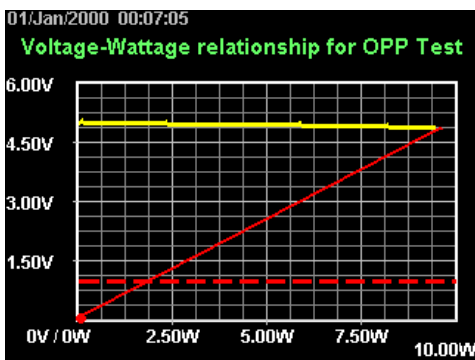 01/Jan/2000 00:07:05
Voltage-Wattage relationship for OPP Test
6.00V
4.50V
3.00V
1.50V
0V / 0W 2.50W 5.00W 7.50W 10.00W